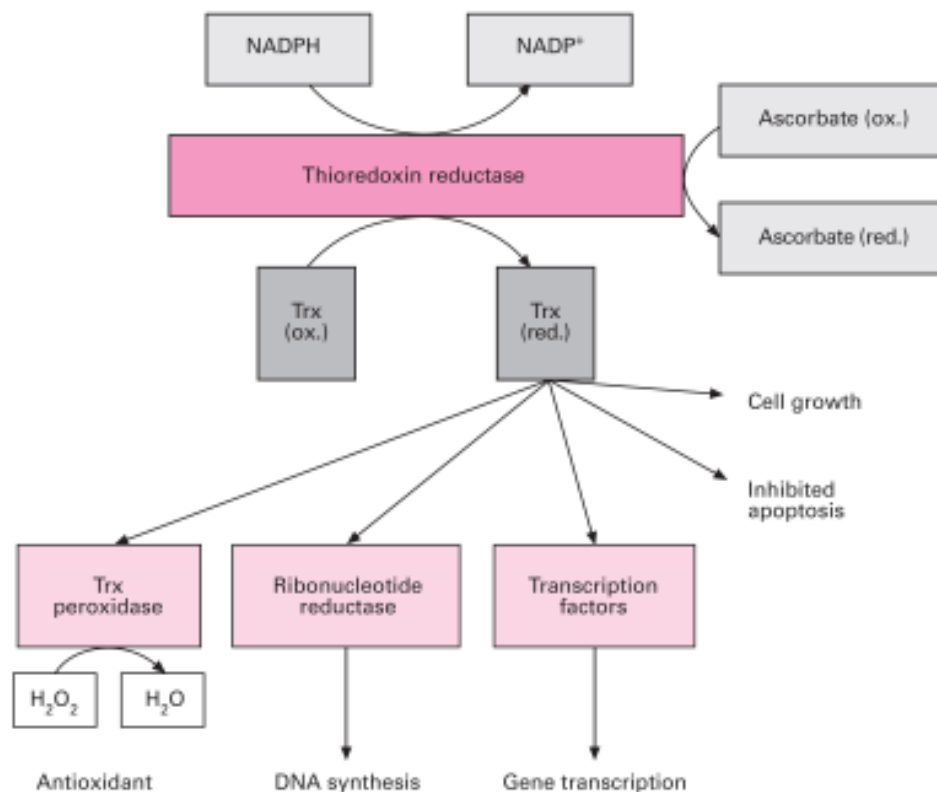 NADPH
NADP⁺
Ascorbate (ox.)
Thioredoxin reductase
Ascorbate (red.)
Trx
(ox.)
Trx
(red.)
Cell growth
Inhibited
apoptosis
Trx
peroxidase
Ribonucleotide
reductase
Transcription
factors
H₂O₂
H₂O
Antioxidant
DNA synthesis
Gene transcription